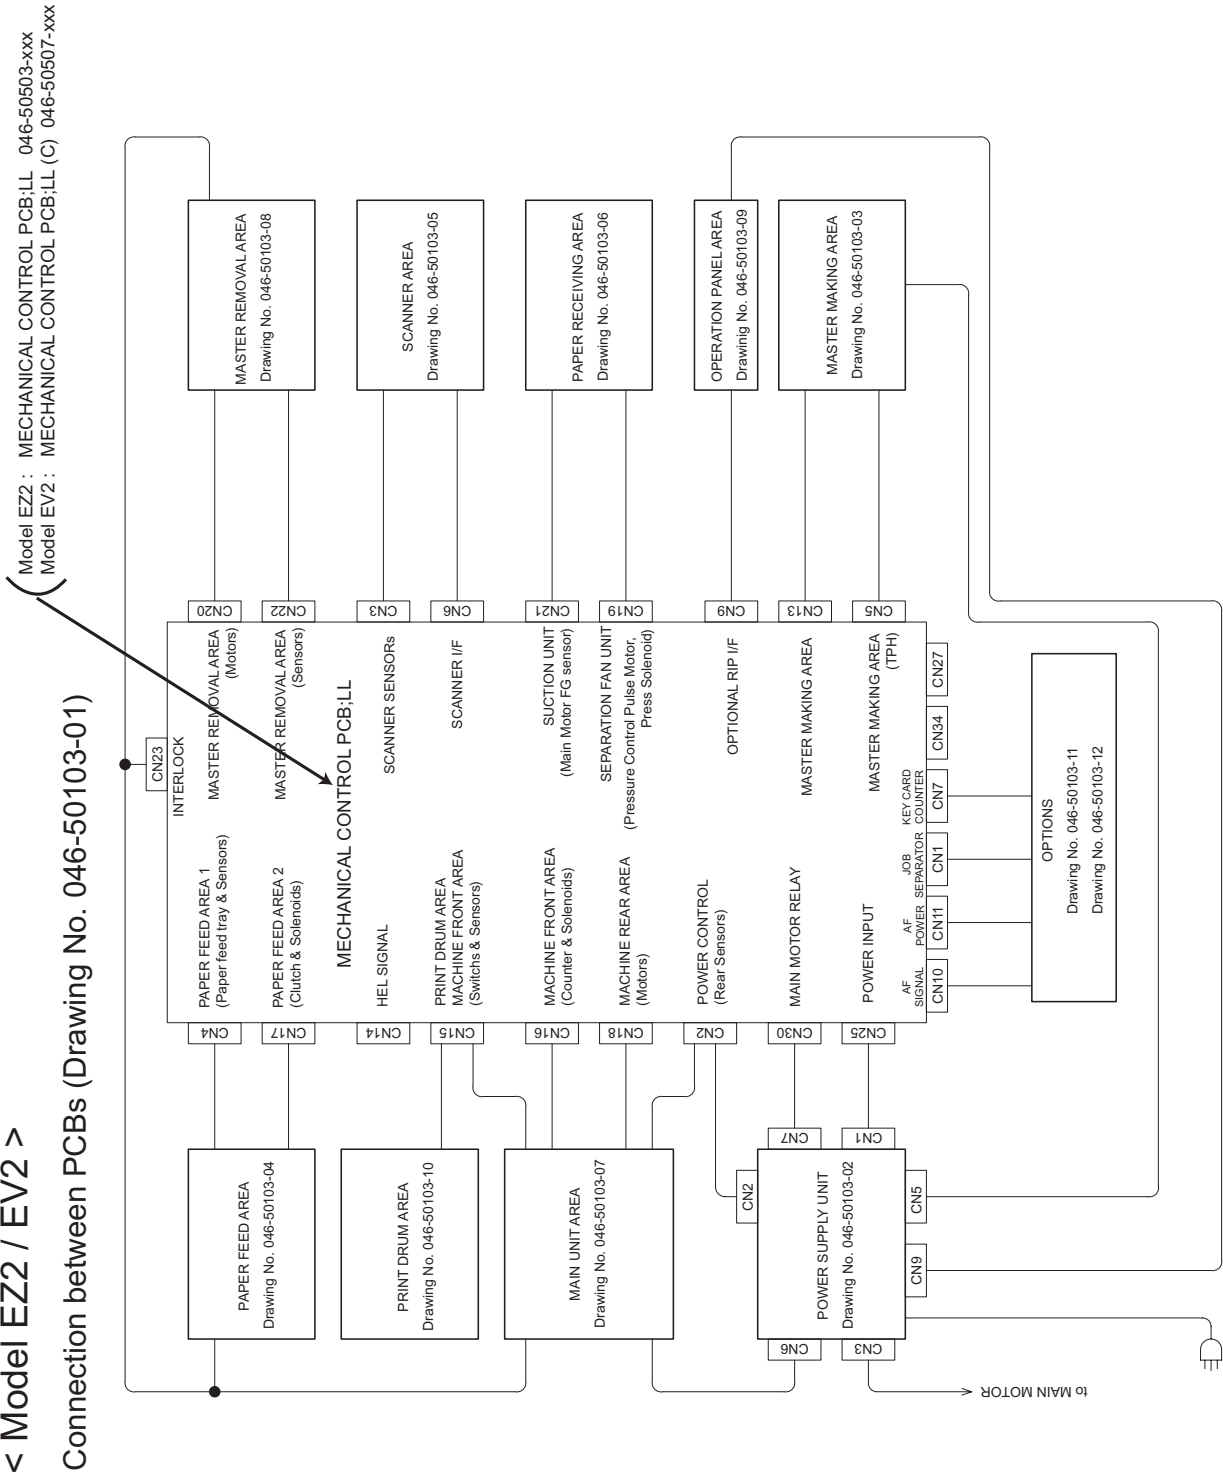 < Model EZ2 / EV2 >
Connection between PCBs (Drawing No. 046-50103-01)
Model EZ2 : MECHANICAL CONTROL PCB;LL 046-50503-xxx
Model EV2 : MECHANICAL CONTROL PCB;LL (C) 046-50507-xxx
CN23
INTERLOCK
PAPER FEED AREA
Drawing No. 046-50103-04
CN4
PAPER FEED AREA 1
(Paper feed tray & Sensors)
CN17
PAPER FEED AREA 2
(Clutch & Solenoids)
MASTER REMOVAL AREA
(Motors)
CN20
MASTER REMOVAL AREA
(Sensors)
CN22
MASTER REMOVAL AREA
Drawing No. 046-50103-08
MECHANICAL CONTROL PCB;LL
PRINT DRUM AREA
Drawing No. 046-50103-10
CN14
HEL SIGNAL
CN15
PRINT DRUM AREA
MACHINE FRONT AREA
(Switchs & Sensors)
SCANNER SENSORs
CN3
SCANNER I/F
CN6
SCANNER AREA
Drawing No. 046-50103-05
MAIN UNIT AREA
Drawing No. 046-50103-07
CN16
MACHINE FRONT AREA
(Counter & Solenoids)
CN18
MACHINE REAR AREA
(Motors)
SUCTION UNIT
(Main Motor FG sensor)
CN21
SEPARATION FAN UNIT
(Pressure Control Pulse Motor,
Press Solenoid)
CN19
PAPER RECEIVING AREA
Drawing No. 046-50103-06
CN2
POWER CONTROL
(Rear Sensors)
OPTIONAL RIP I/F
CN9
OPERATION PANEL AREA
Drawinig No. 046-50103-09
CN2
CN7
CN1
POWER SUPPLY UNIT
Drawing No. 046-50103-02
CN6
CN3
CN9
CN5
CN30
MAIN MOTOR RELAY
CN25
POWER INPUT
MASTER MAKING AREA
CN13
MASTER MAKING AREA
(TPH)
CN5
MASTER MAKING AREA
Drawing No. 046-50103-03
AF
SIGNAL
CN10
AF
POWER
CN11
JOB
SEPARATOR
CN1
KEY CARD
COUNTER
CN7
CN34
CN27
OPTIONS
Drawing No. 046-50103-11
Drawing No. 046-50103-12
to MAIN MOTOR